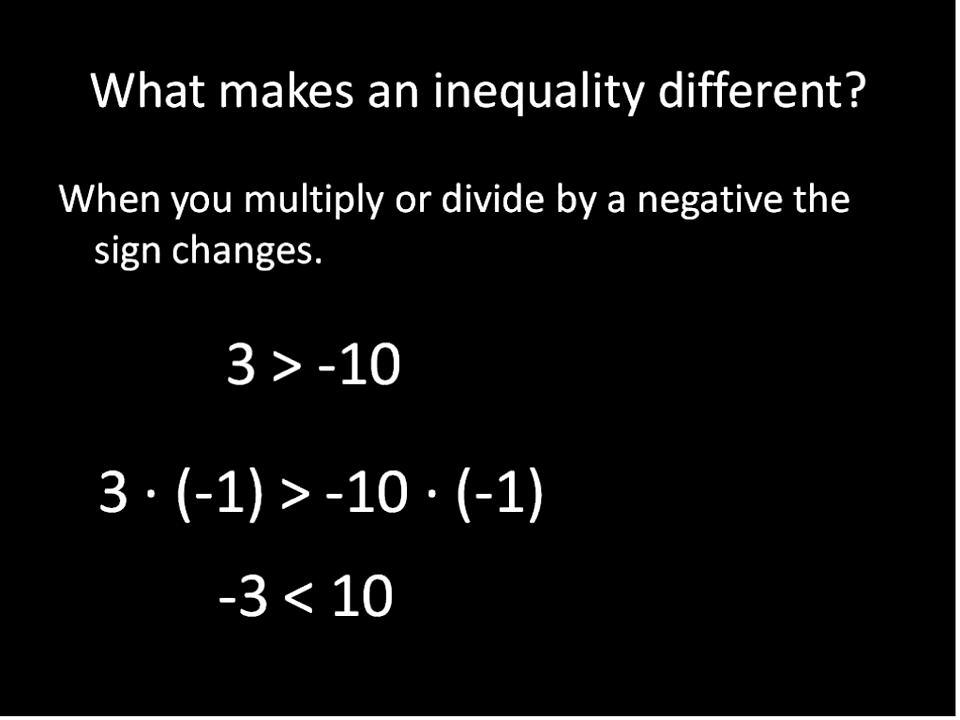 What makes an inequality different?
When you multiply or divide by a negative the
sign changes.
3 > -10
3 · (-1) > -10 · (-1)
-3 < 10